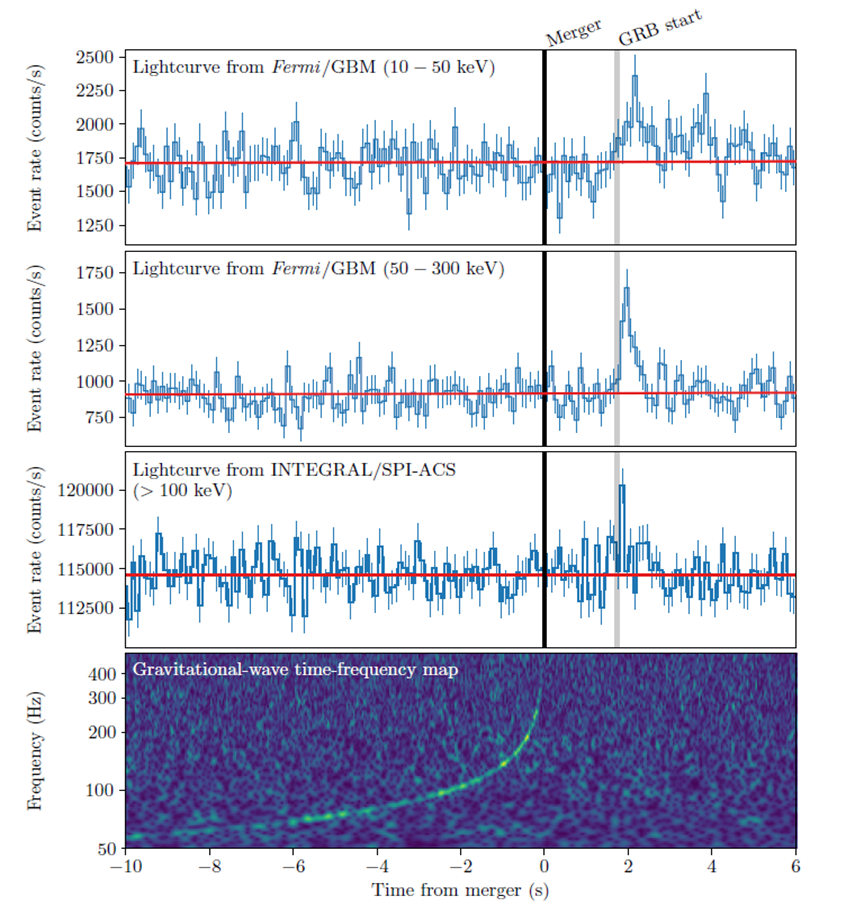 Merger
GRB start
Lightcurve from Fermi/GBM (10 − 50 keV)
Event rate (counts/s)
2500
2250
2000
1750
1500
1250
Lightcurve from Fermi/GBM (50 − 300 keV)
Event rate (counts/s)
1750
1500
1250
1000
750
Lightcurve from INTEGRAL/SPI-ACS
(> 100 keV)
Event rate (counts/s)
120000
117500
115000
112500
Gravitational-wave time-frequency map
Frequency (Hz)
400
300
200
100
50
−10 −8 −6 −4 −2 0 2 4 6
Time from merger (s)